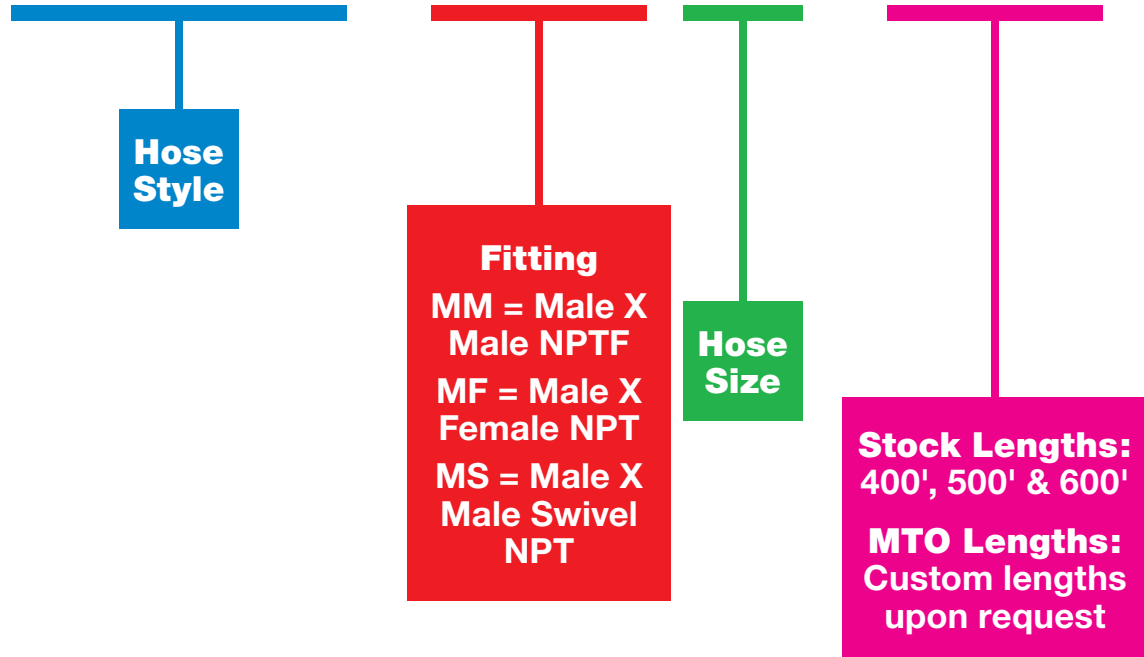 Hose
Style
Fitting
MM = Male X
Male NPTF
MF = Male X
Female NPT
MS = Male X
Male Swivel
NPT
Hose
Size
Stock Lengths:
400', 500' & 600'
MTO Lengths:
Custom lengths
upon request